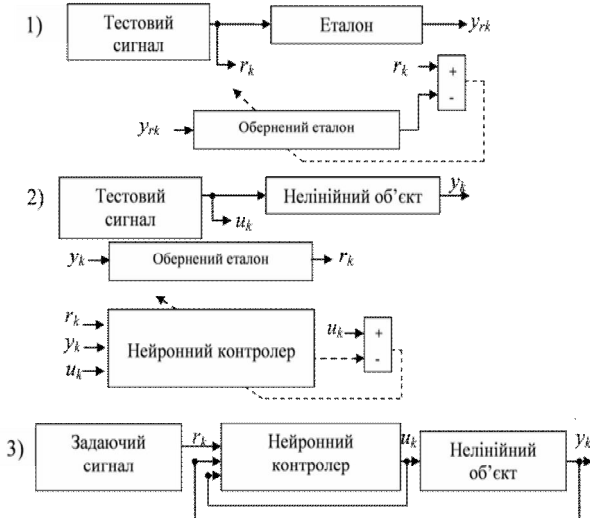 1)
Тестовий
сигнал
Еталон
y_rk
r_k
r_k
+
-
y_rk
Обернений еталон
2)
Тестовий
сигнал
Нелінійний об’єкт
y_k
u_k
y_k
Обернений еталон
r_k
r_k
y_k
u_k
Нейронний контролер
u_k
+
-
3)
Задаючий
сигнал
r_k
Нейронний
контролер
u_k
Нелінійний
об’єкт
y_k